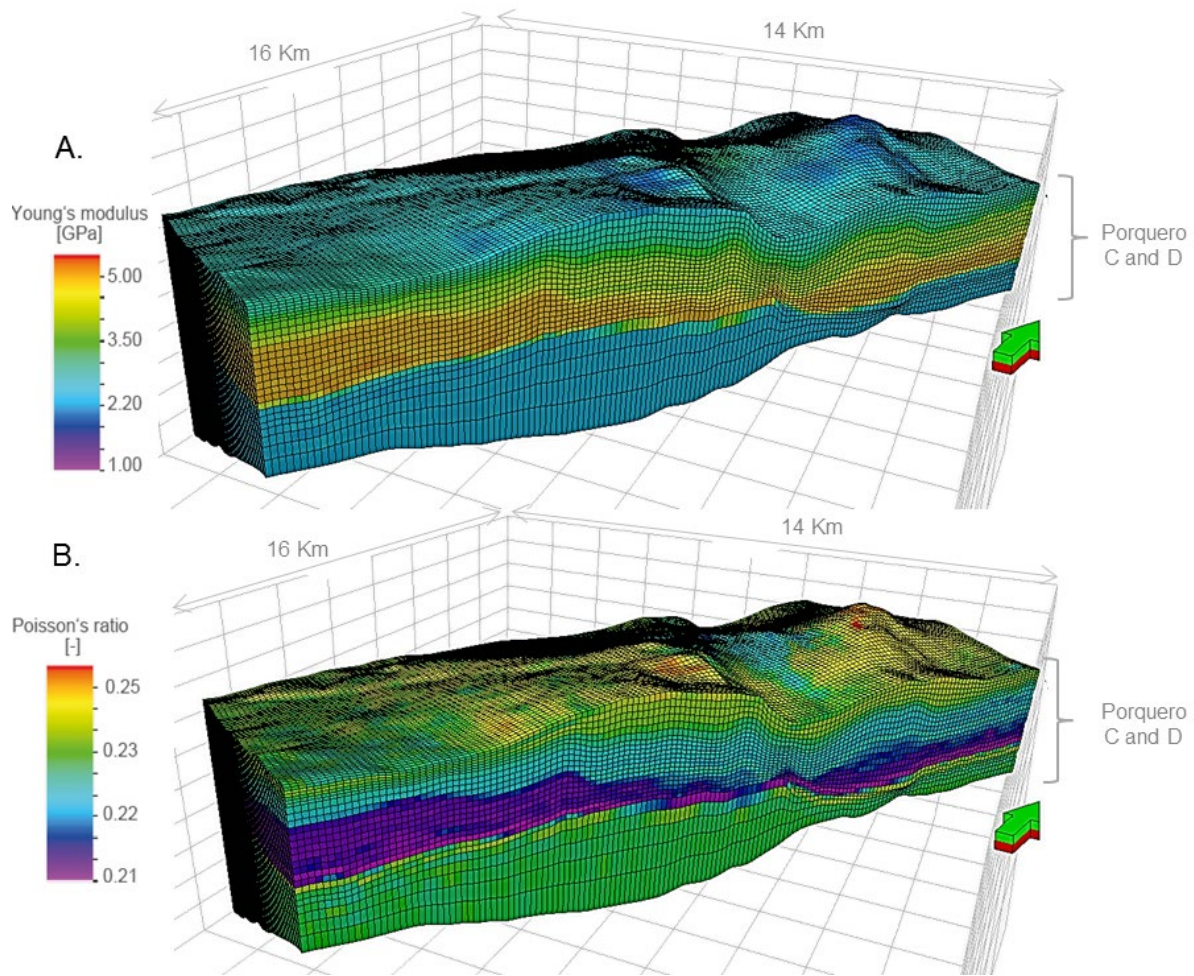 16 Km
14 Km
A.
Young's modulus
[GPa]
5.00
3.50
2.20
1.00
Porquero
C and D
16 Km
14 Km
B.
Poisson's ratio
[-]
0.25
0.23
0.22
0.21
Porquero
C and D